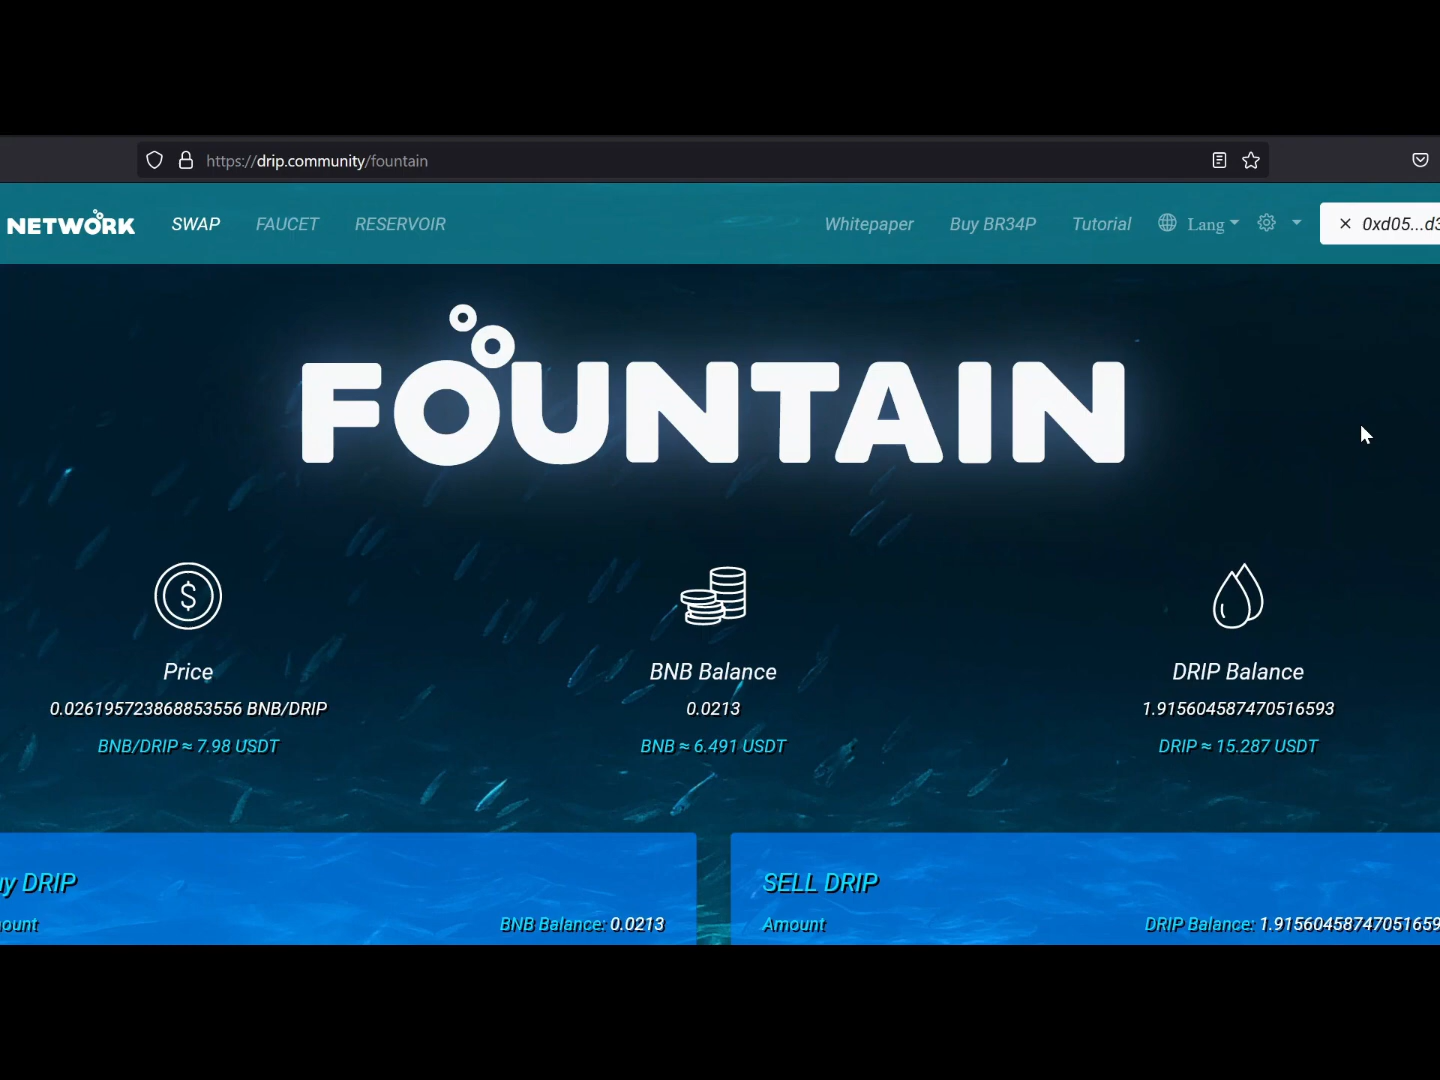 https://drip.community/fountain
NETWORK SWAP FAUCET RESERVOIR Whitepaper Buy BR34P Tutorial Lang 0xd05...d3
FOUNTAIN
Price BNB Balance DRIP Balance
0.026195723868853556 BNB/DRIP 0.0213 1.915604587470516593
BNB/DRIP ≈ 7.98 USDT BNB ≈ 6.491 USDT DRIP ≈ 15.287 USDT
uy DRIP SELL DRIP
ount BNB Balance: 0.0213 Amount DRIP Balance: 1.91560458747051659